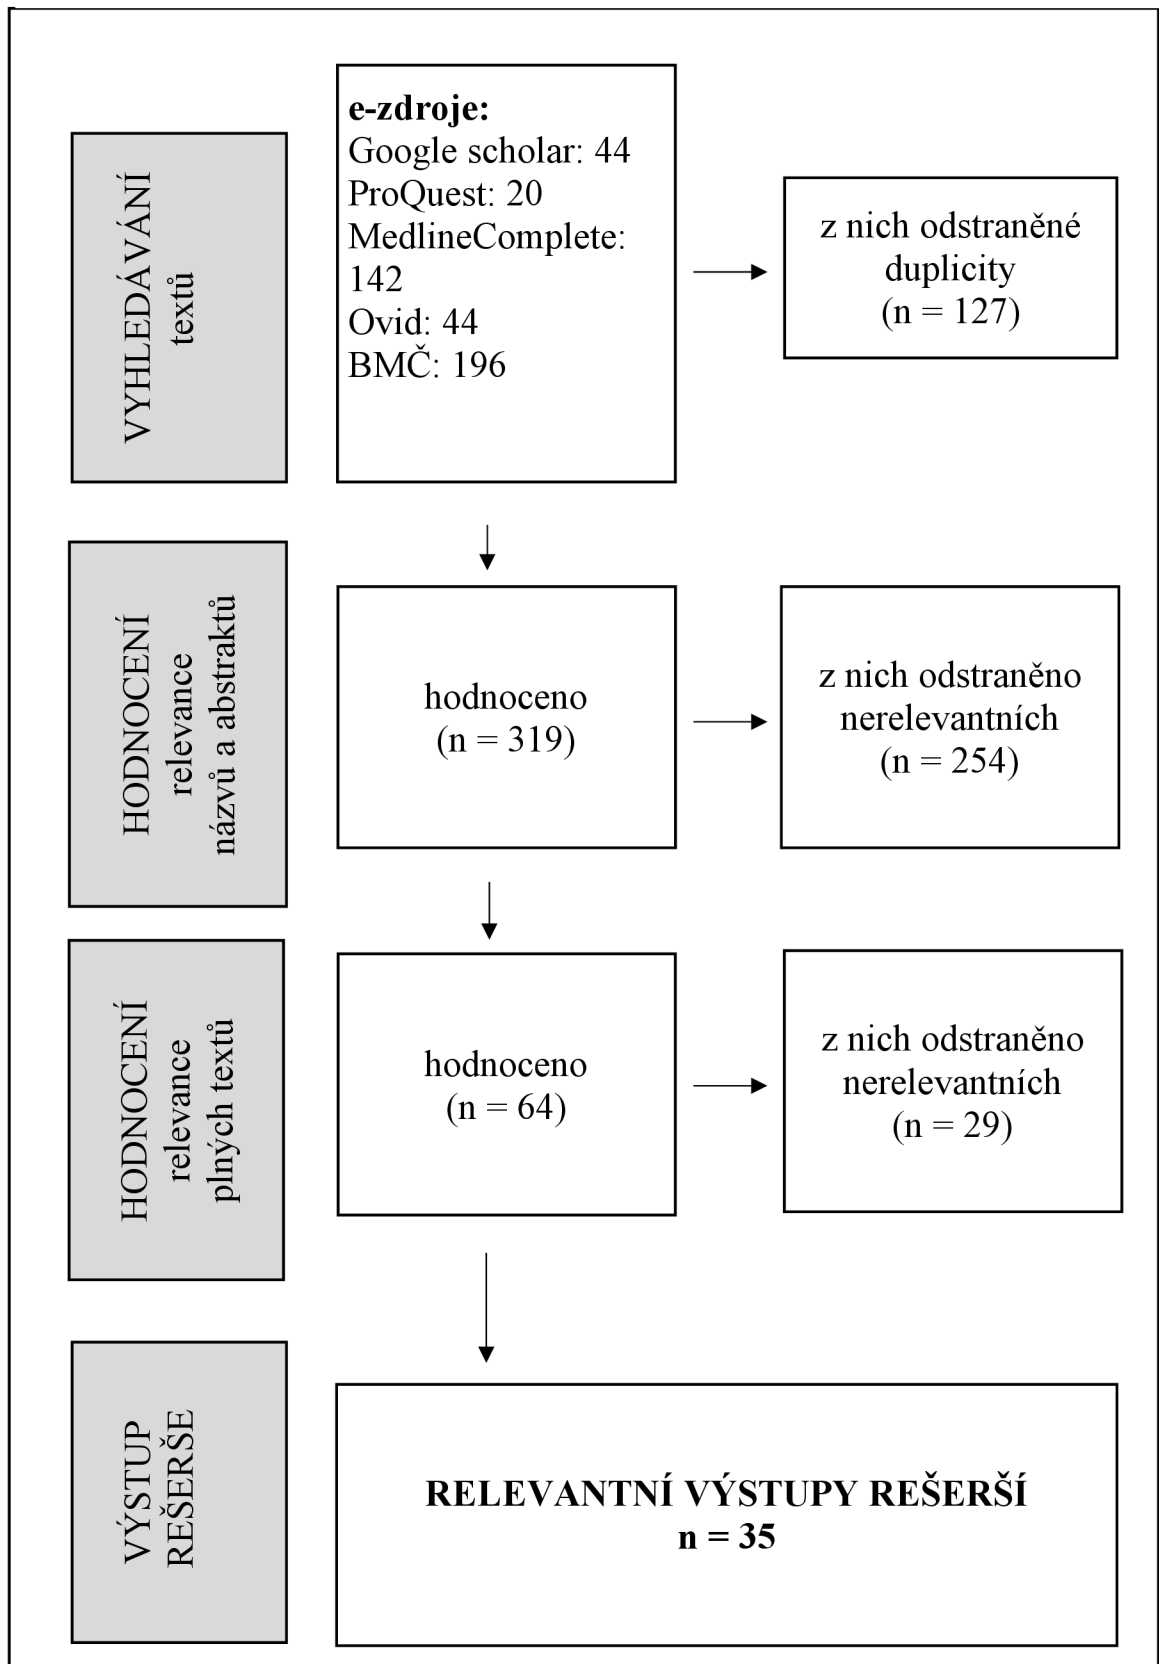 VYHLEDÁVÁNÍ
textů
e-zdroje:
Google scholar: 44
ProQuest: 20
MedlineComplete:
142
Ovid: 44
BMČ: 196
z nich odstraněné
duplicity
(n = 127)
HODNOCENÍ
relevance
názvů a abstraktů
hodnoceno
(n = 319)
z nich odstraněno
nerelevantních
(n = 254)
HODNOCENÍ
relevance
plných textů
hodnoceno
(n = 64)
z nich odstraněno
nerelevantních
(n = 29)
VÝSTUP
REŠERŠE
RELEVANTNÍ VÝSTUPY REŠERŠÍ
n = 35